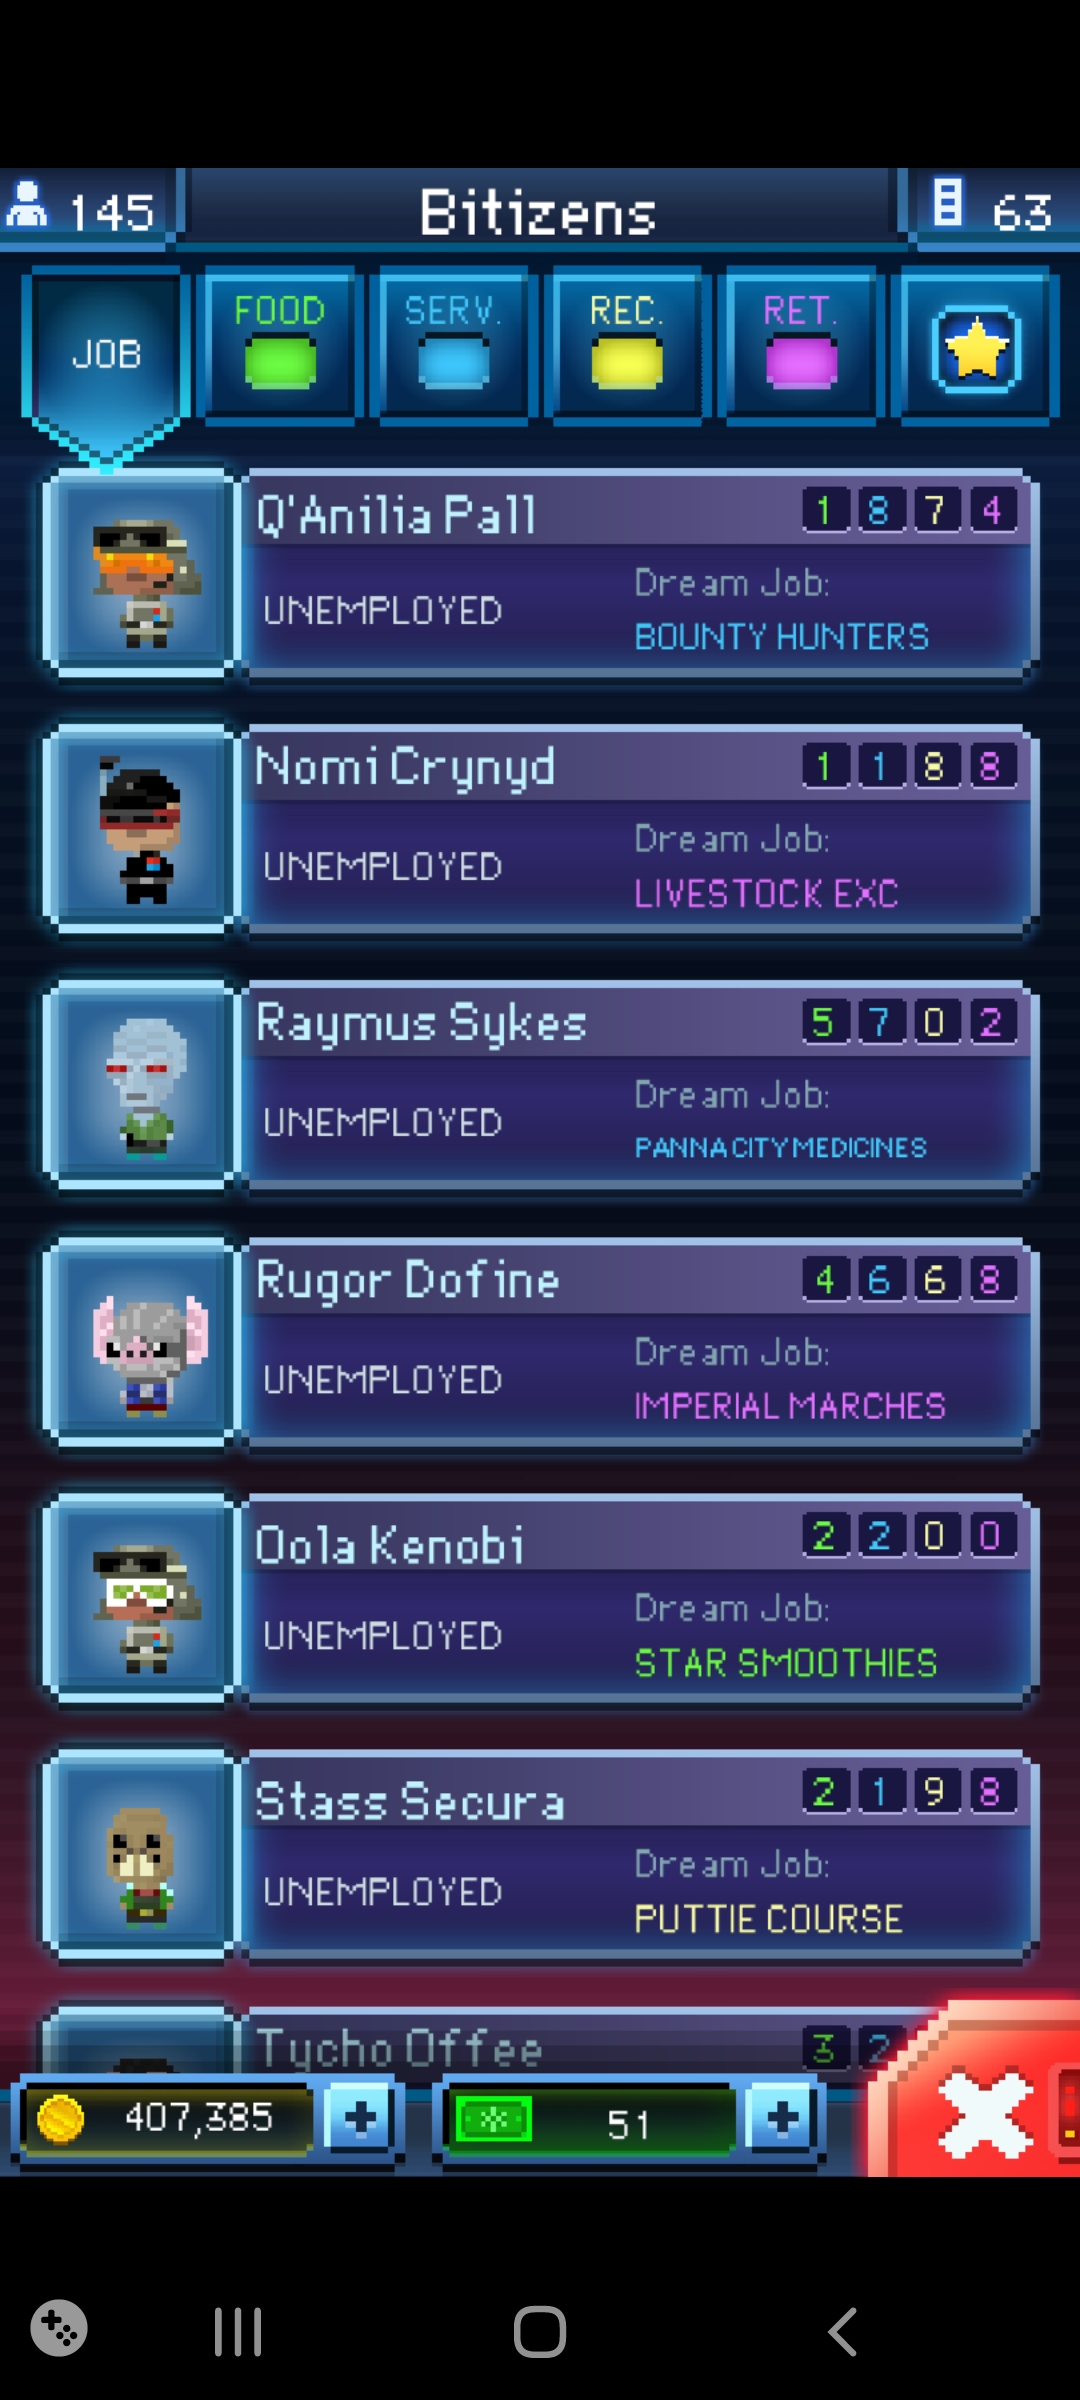 145 Bitizens 63
JOB FOOD SERV. REC. RET.
Q'Anilia Pall 1 8 7 4
UNEMPLOYED
Dream Job:
BOUNTY HUNTERS
Nomi Crynyd 1 1 8 8
UNEMPLOYED
Dream Job:
LIVESTOCK EXC
Raymus Sykes 5 7 0 2
UNEMPLOYED
Dream Job:
PANNA CITY MEDICINES
Rugor Dofine 4 6 6 8
UNEMPLOYED
Dream Job:
IMPERIAL MARCHES
Oola Kenobi 2 2 0 0
UNEMPLOYED
Dream Job:
STAR SMOOTHIES
Stass Secura 2 1 9 8
UNEMPLOYED
Dream Job:
PUTTIE COURSE
Tycho Offee 3 2
407,385 51